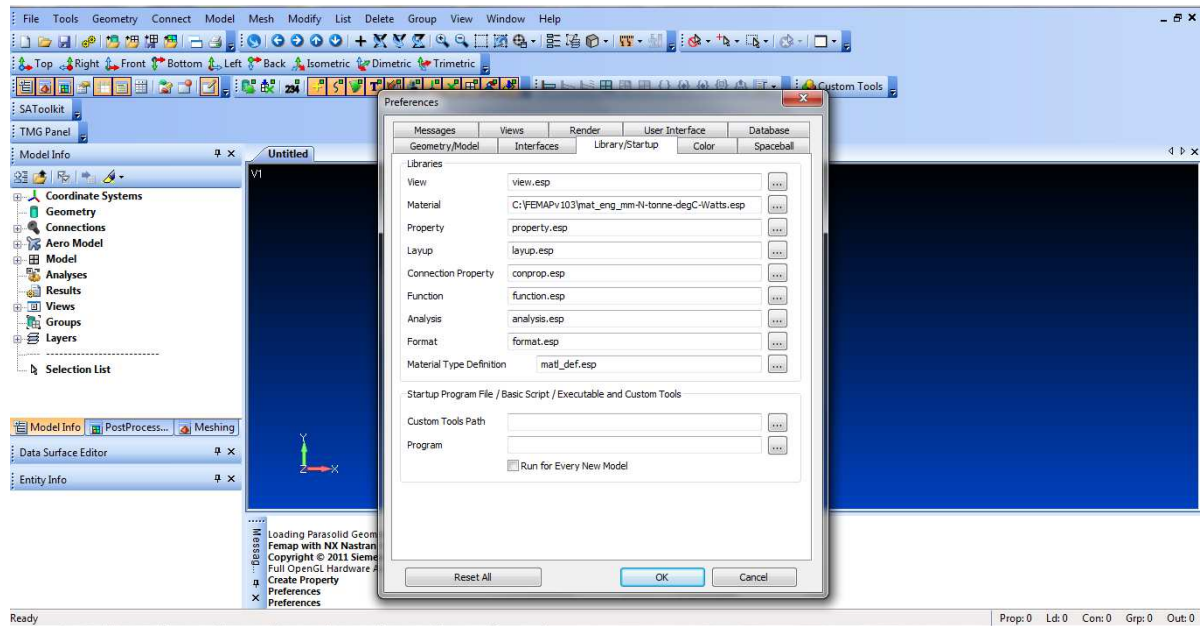 File Tools Geometry Connect Model Mesh Modify List Delete Group View Window Help
Top Right Front Bottom Left Back Isometric Dimetric Trimetric
234
Custom Tools
SAToolkit
TMG Panel
Model Info
Untitled
V1
Coordinate Systems
Geometry
Connections
Aero Model
Model
Analyses
Results
Views
Groups
Layers
Selection List
Model Info PostProcess... Meshing
Data Surface Editor
Entity Info
Y
Z X
Preferences
Messages Views Render User Interface Database
Geometry/Model Interfaces Library/Startup Color Spaceball
Libraries
View view.esp ...
Material C:\FEMAPv103\mat_eng_mm-N-tonne-degC-Watts.esp ...
Property property.esp ...
Layup layup.esp ...
Connection Property conprop.esp ...
Function function.esp ...
Analysis analysis.esp ...
Format format.esp ...
Material Type Definition matl_def.esp ...
Startup Program File / Basic Script / Executable and Custom Tools
Custom Tools Path ...
Program ...
Run for Every New Model
Reset All OK Cancel
Messag...
Loading Parasolid Geom
Femap with NX Nastran
Copyright © 2011 Sieme
Full OpenGL Hardware A
Create Property
Preferences
Preferences
Ready
Prop: 0 Ld: 0 Con: 0 Grp: 0 Out: 0